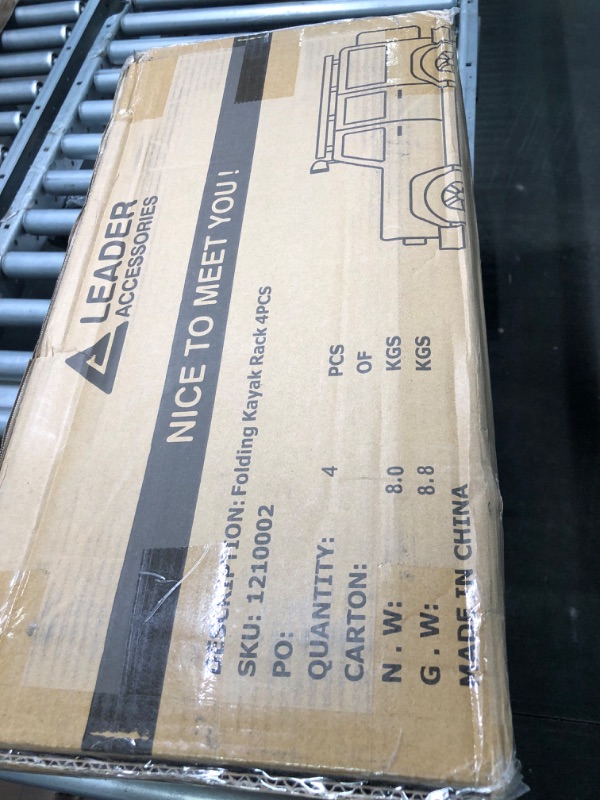 LEADER
ACCESSORIES
NICE TO MEET YOU!
DESCRIPTION: Folding Kayak Rack 4PCS
SKU: 1210002
PO:
QUANTITY: 4 PCS
CARTON: OF
N.W: 8.0 KGS
G.W: 8.8 KGS
MADE IN CHINA